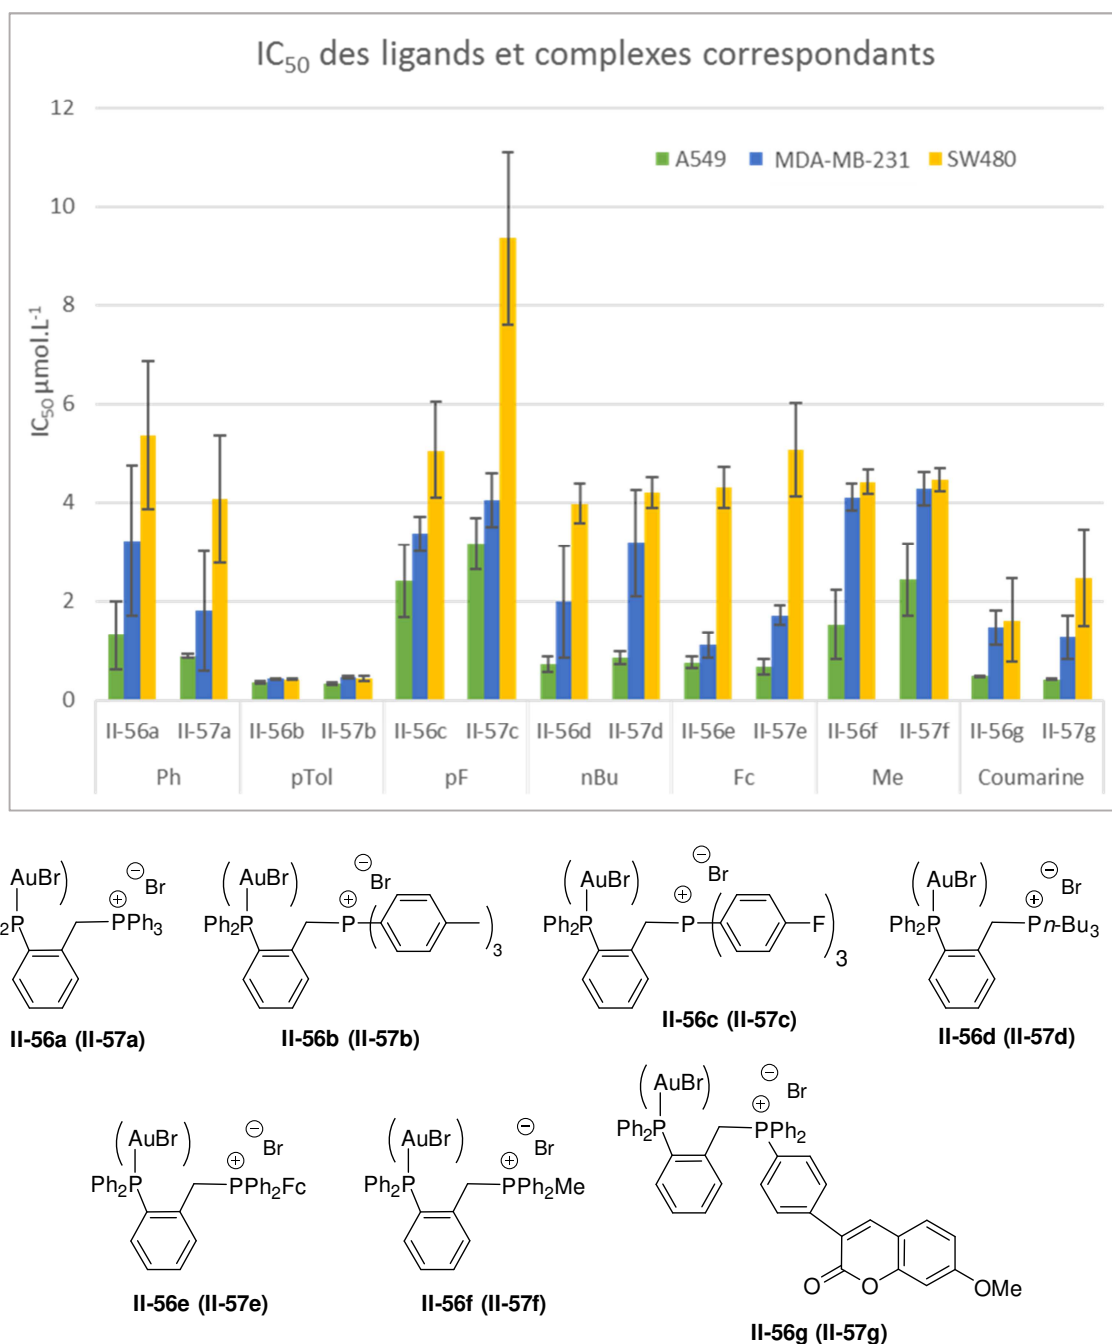 IC50 des ligands et complexes correspondants
12
A549 MDA-MB-231 SW480
10
8
6
4
2
0
IC50 µmol.L-1
II-56a II-57a II-56b II-57b II-56c II-57c II-56d II-57d II-56e II-57e II-56f II-57f II-56g II-57g
Ph pTol pF nBu Fc Me Coumarine
(AuBr) ⊖Br
2P ⊕PPh3
II-56a (II-57a)
(AuBr) ⊖Br
Ph2P ⊕P ( )3
II-56b (II-57b)
(AuBr) ⊖Br
Ph2P ⊕P ( F)3
II-56c (II-57c)
(AuBr) ⊖Br
Ph2P ⊕Pn-Bu3
II-56d (II-57d)
(AuBr) ⊖Br
Ph2P ⊕PPh2Fc
II-56e (II-57e)
(AuBr) ⊖Br
Ph2P ⊕PPh2Me
II-56f (II-57f)
(AuBr) ⊖Br
Ph2P ⊕PPh2
O O OMe
II-56g (II-57g)